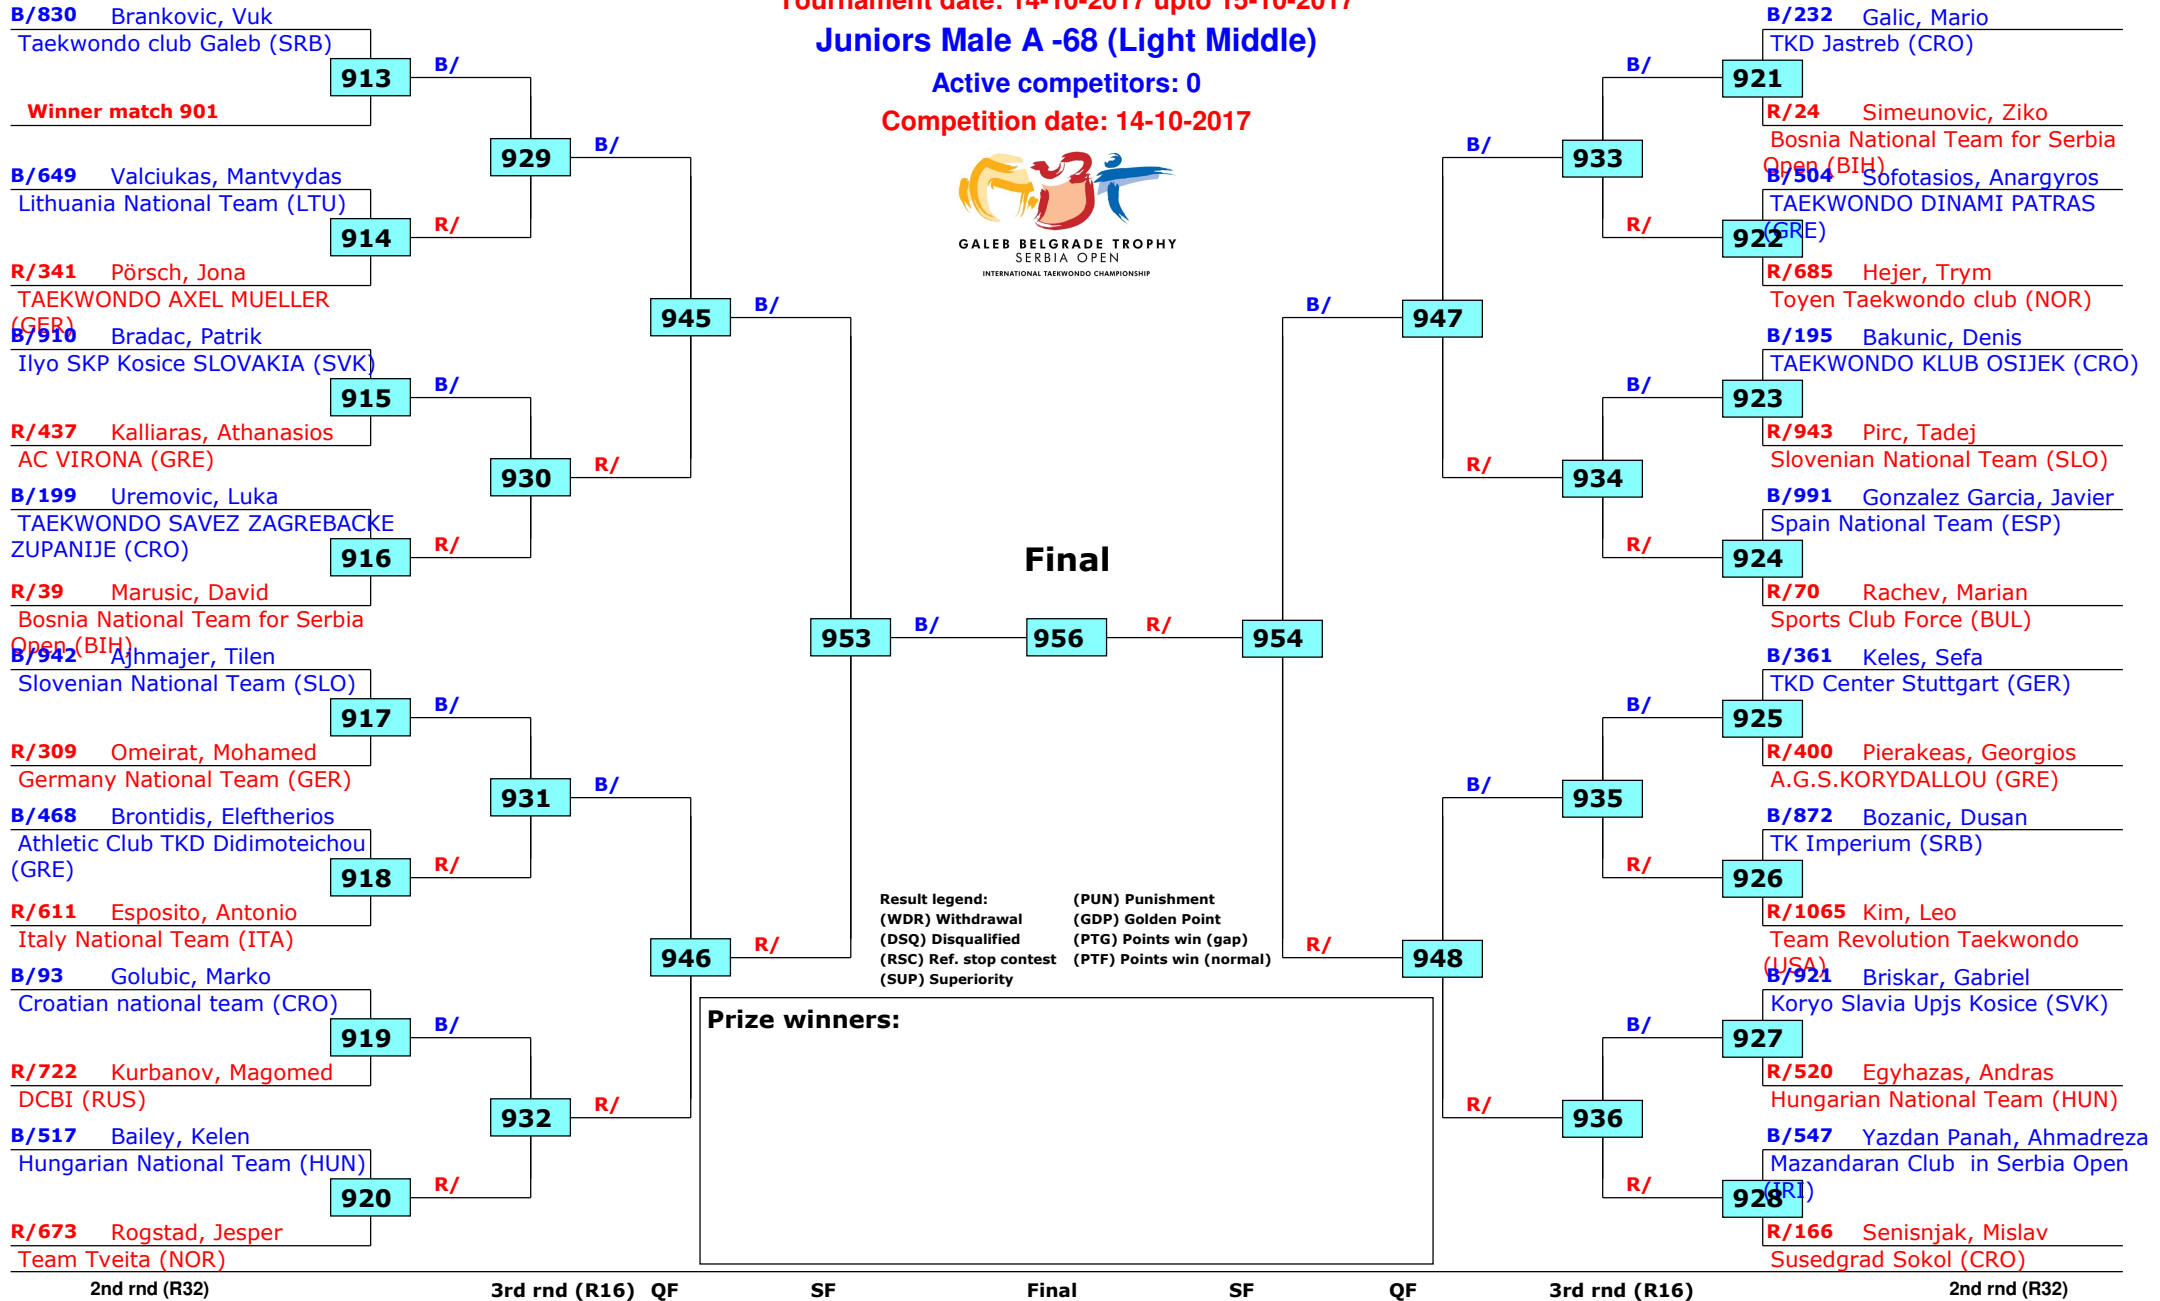 Tournament date: 14-10-2017 upto 15-10-2017
Juniors Male A -68 (Light Middle)
Active competitors: 0
Competition date: 14-10-2017
GALEB BELGRADE TROPHY
SERBIA OPEN
INTERNATIONAL TAEKWONDO CHAMPIONSHIP
B/830 Brankovic, Vuk
Taekwondo club Galeb (SRB)
913
B/
Winner match 901
929
B/
B/649 Valciukas, Mantvydas
Lithuania National Team (LTU)
914
R/
R/341 Pörsch, Jona
TAEKWONDO AXEL MUELLER
(GER)
945
B/
B/910 Bradac, Patrik
Ilyo SKP Kosice SLOVAKIA (SVK)
915
B/
R/437 Kalliaras, Athanasios
AC VIRONA (GRE)
930
R/
B/199 Uremovic, Luka
TAEKWONDO SAVEZ ZAGREBACKE
ZUPANIJE (CRO)
916
R/
R/39 Marusic, David
Bosnia National Team for Serbia
Open (BIH)
953
B/
B/942 Ajhmajer, Tilen
Slovenian National Team (SLO)
917
B/
R/309 Omeirat, Mohamed
Germany National Team (GER)
931
B/
B/468 Brontidis, Eleftherios
Athletic Club TKD Didimoteichou
(GRE)
918
R/
R/611 Esposito, Antonio
Italy National Team (ITA)
946
R/
B/93 Golubic, Marko
Croatian national team (CRO)
919
B/
R/722 Kurbanov, Magomed
DCBI (RUS)
932
R/
B/517 Bailey, Kelen
Hungarian National Team (HUN)
920
R/
R/673 Rogstad, Jesper
Team Tveita (NOR)
Final
956
R/
954
B/232 Galic, Mario
TKD Jastreb (CRO)
B/
921
R/24 Simeunovic, Ziko
Bosnia National Team for Serbia
Open (BIH)
B/
933
B/504 Sofotasios, Anargyros
TAEKWONDO DINAMI PATRAS
(GRE)
R/
922
R/685 Hejer, Trym
Toyen Taekwondo club (NOR)
B/
947
B/195 Bakunic, Denis
TAEKWONDO KLUB OSIJEK (CRO)
B/
923
R/943 Pirc, Tadej
Slovenian National Team (SLO)
R/
934
B/991 Gonzalez Garcia, Javier
Spain National Team (ESP)
R/
924
R/70 Rachev, Marian
Sports Club Force (BUL)
B/361 Keles, Sefa
TKD Center Stuttgart (GER)
B/
925
R/400 Pierakeas, Georgios
A.G.S.KORYDALLOU (GRE)
B/
935
B/872 Bozanic, Dusan
TK Imperium (SRB)
R/
926
R/1065 Kim, Leo
Team Revolution Taekwondo
(USA)
R/
948
B/921 Briskar, Gabriel
Koryo Slavia Upjs Kosice (SVK)
B/
927
R/520 Egyhazas, Andras
Hungarian National Team (HUN)
R/
936
B/547 Yazdan Panah, Ahmadreza
Mazandaran Club in Serbia Open
(IRI)
R/
928
R/166 Senisnjak, Mislav
Susedgrad Sokol (CRO)
Result legend: (PUN) Punishment
(WDR) Withdrawal (GDP) Golden Point
(DSQ) Disqualified (PTG) Points win (gap)
(RSC) Ref. stop contest (PTF) Points win (normal)
(SUP) Superiority
Prize winners:
2nd rnd (R32) 3rd rnd (R16) QF SF Final SF QF 3rd rnd (R16) 2nd rnd (R32)